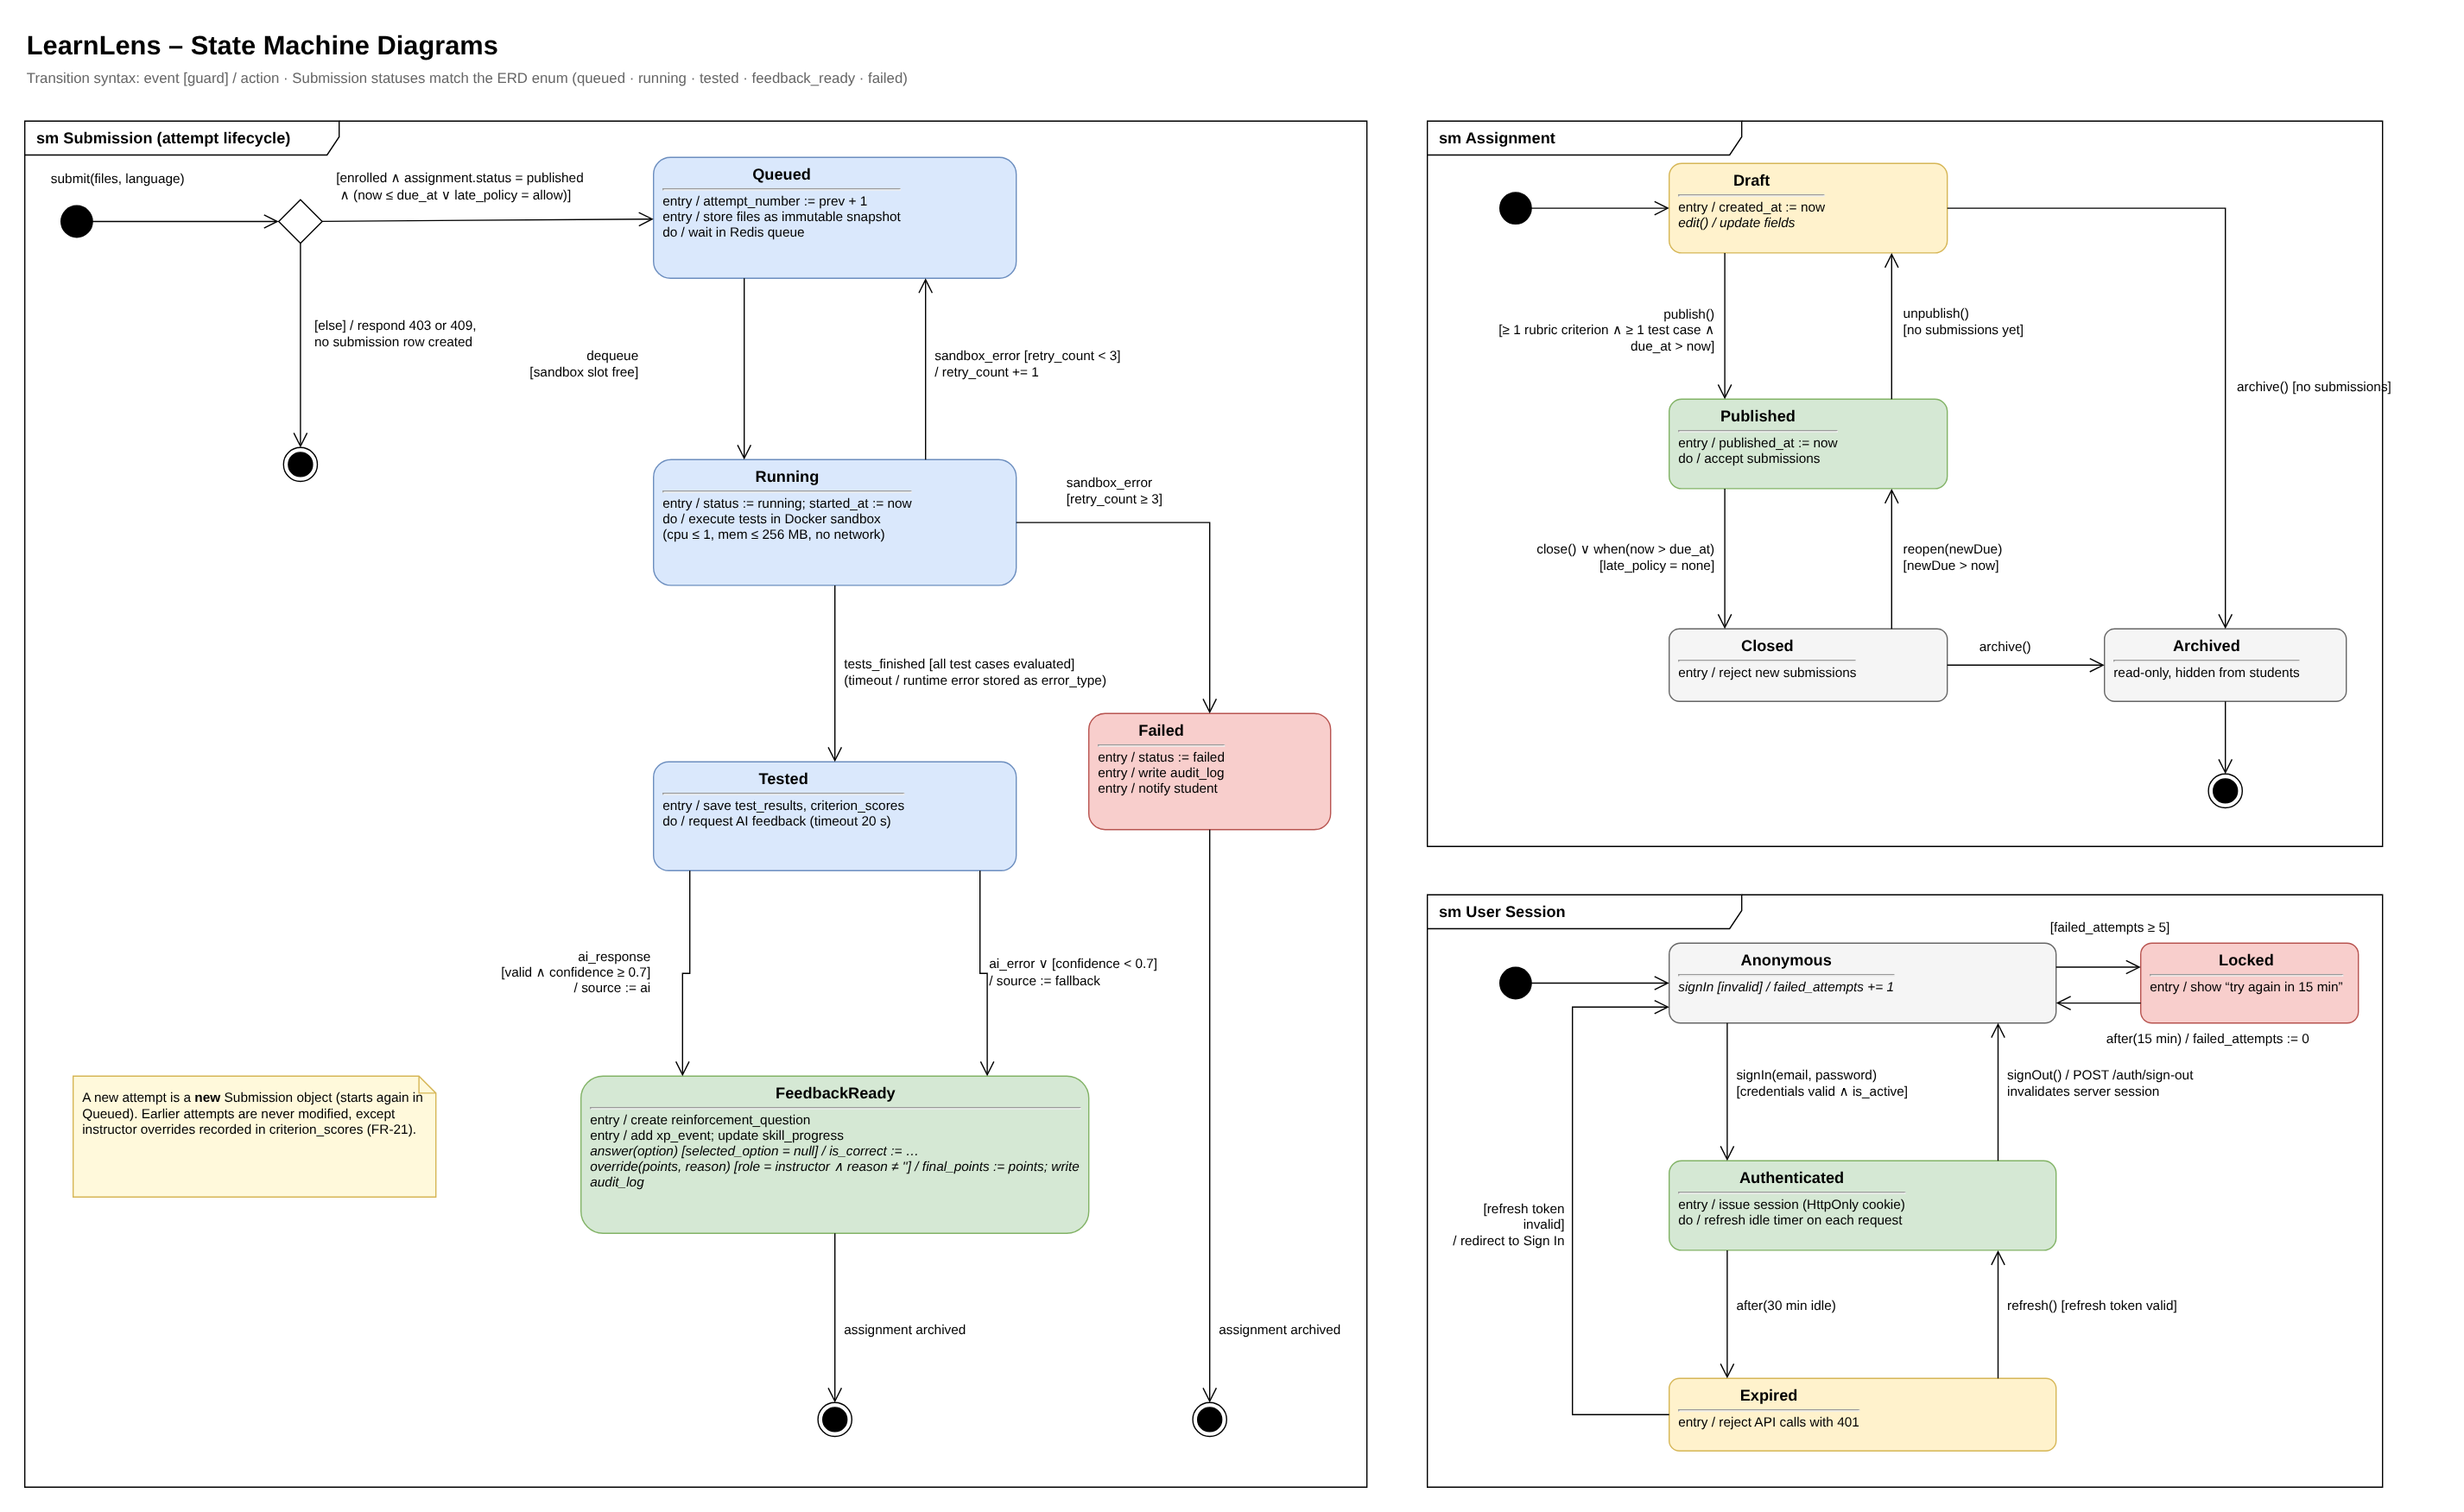 LearnLens – State Machine Diagrams
Transition syntax: event [guard] / action · Submission statuses match the ERD enum (queued · running · tested · feedback_ready · failed)
sm Submission (attempt lifecycle)
submit(files, language)
[enrolled ∧ assignment.status = published
∧ (now ≤ due_at ∨ late_policy = allow)]
[else] / respond 403 or 409,
no submission row created
Queued
entry / attempt_number := prev + 1
entry / store files as immutable snapshot
do / wait in Redis queue
dequeue
[sandbox slot free]
sandbox_error [retry_count < 3]
/ retry_count += 1
Running
entry / status := running; started_at := now
do / execute tests in Docker sandbox
(cpu ≤ 1, mem ≤ 256 MB, no network)
sandbox_error
[retry_count ≥ 3]
tests_finished [all test cases evaluated]
(timeout / runtime error stored as error_type)
Failed
entry / status := failed
entry / write audit_log
entry / notify student
Tested
entry / save test_results, criterion_scores
do / request AI feedback (timeout 20 s)
ai_response
[valid ∧ confidence ≥ 0.7]
/ source := ai
ai_error ∨ [confidence < 0.7]
/ source := fallback
A new attempt is a new Submission object (starts again in
Queued). Earlier attempts are never modified, except
instructor overrides recorded in criterion_scores (FR-21).
FeedbackReady
entry / create reinforcement_question
entry / add xp_event; update skill_progress
answer(option) [selected_option = null] / is_correct := …
override(points, reason) [role = instructor ∧ reason ≠ ''] / final_points := points; write
audit_log
assignment archived
assignment archived
sm Assignment
Draft
entry / created_at := now
edit() / update fields
publish()
[≥ 1 rubric criterion ∧ ≥ 1 test case ∧
due_at > now]
unpublish()
[no submissions yet]
archive() [no submissions]
Published
entry / published_at := now
do / accept submissions
close() ∨ when(now > due_at)
[late_policy = none]
reopen(newDue)
[newDue > now]
Closed
entry / reject new submissions
archive()
Archived
read-only, hidden from students
sm User Session
[failed_attempts ≥ 5]
Anonymous
signIn [invalid] / failed_attempts += 1
Locked
entry / show “try again in 15 min”
after(15 min) / failed_attempts := 0
signIn(email, password)
[credentials valid ∧ is_active]
signOut() / POST /auth/sign-out
invalidates server session
Authenticated
entry / issue session (HttpOnly cookie)
do / refresh idle timer on each request
[refresh token
invalid]
/ redirect to Sign In
after(30 min idle)
refresh() [refresh token valid]
Expired
entry / reject API calls with 401